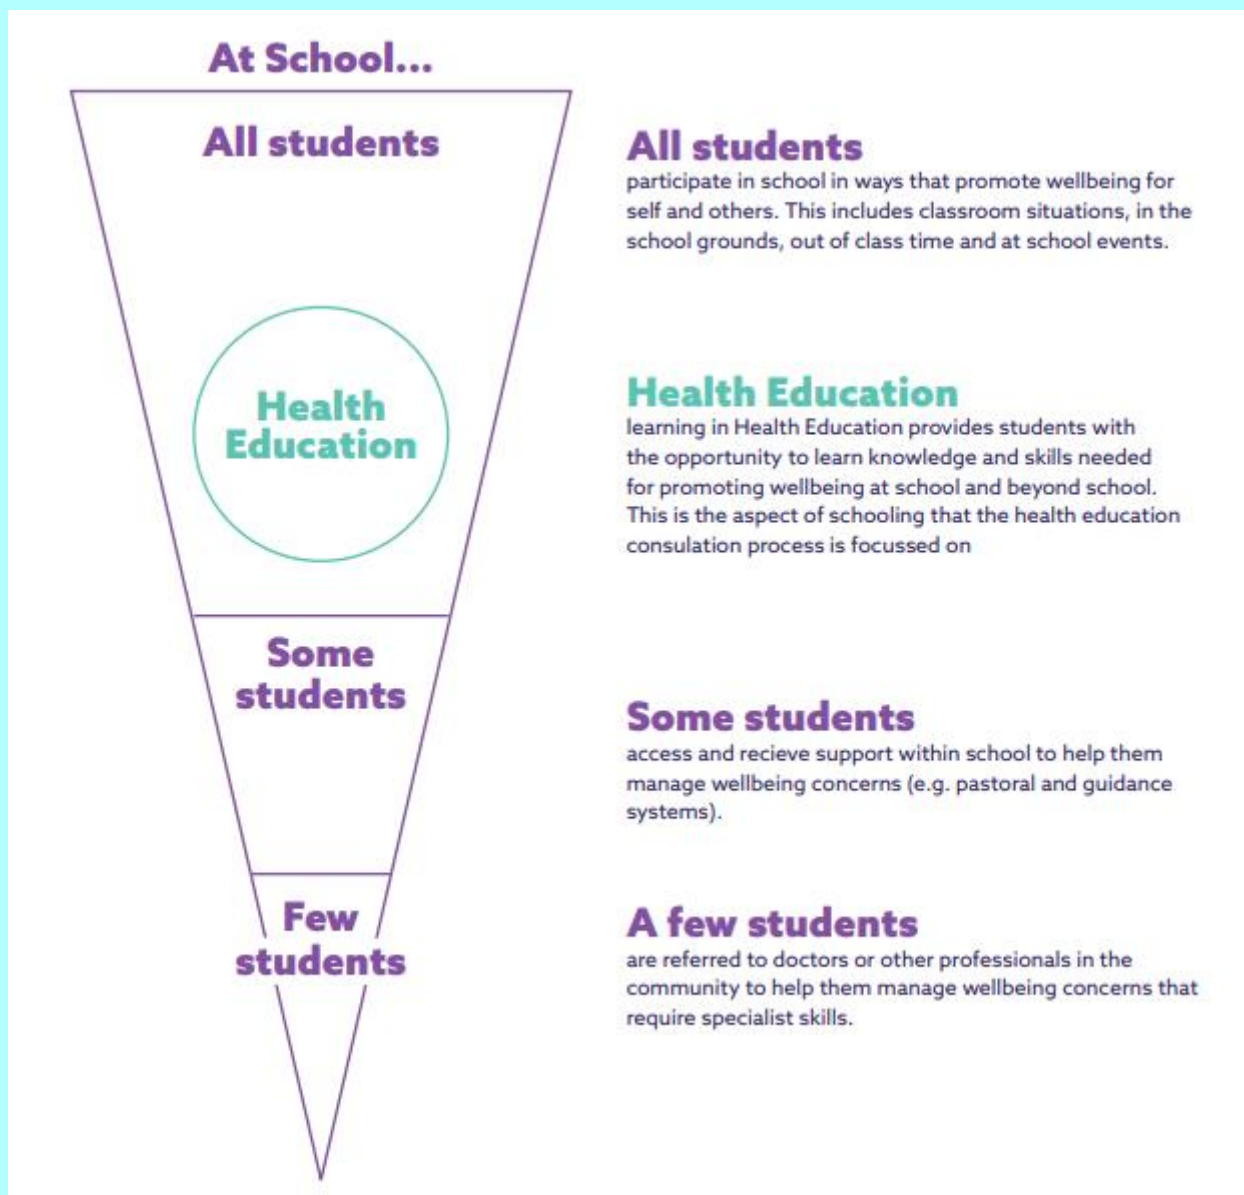 At School...
All students
Health
Education
Some
students
Few
students
All students
participate in school in ways that promote wellbeing for
self and others. This includes classroom situations, in the
school grounds, out of class time and at school events.
Health Education
learning in Health Education provides students with
the opportunity to learn knowledge and skills needed
for promoting wellbeing at school and beyond school.
This is the aspect of schooling that the health education
consulation process is focussed on
Some students
access and recieve support within school to help them
manage wellbeing concerns (e.g. pastoral and guidance
systems).
A few students
are referred to doctors or other professionals in the
community to help them manage wellbeing concerns that
require specialist skills.